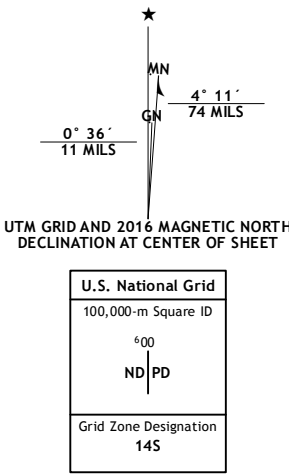 ★
MN
4° 11´
74 MILS
GN
0° 36´
11 MILS
UTM GRID AND 2016 MAGNETIC NORTH
DECLINATION AT CENTER OF SHEET
U.S. National Grid
100,000-m Square ID
⁶00
ND PD
Grid Zone Designation
14S